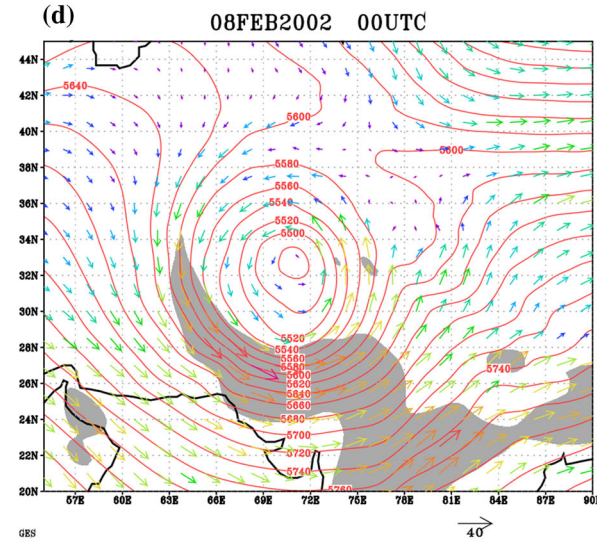 (d)
08FEB2002 00UTC
44N
42N
40N
38N
36N
34N
32N
30N
28N
26N
24N
22N
20N
5640
5600
5600
5580
5560
5540
5520
5500
5520
5540
5560
5580
5600
5620
5640
5660
5680
5700
5720
5740
5760
5740
57E
60E
63E
66E
69E
72E
75E
78E
81E
84E
87E
90E
GES
40